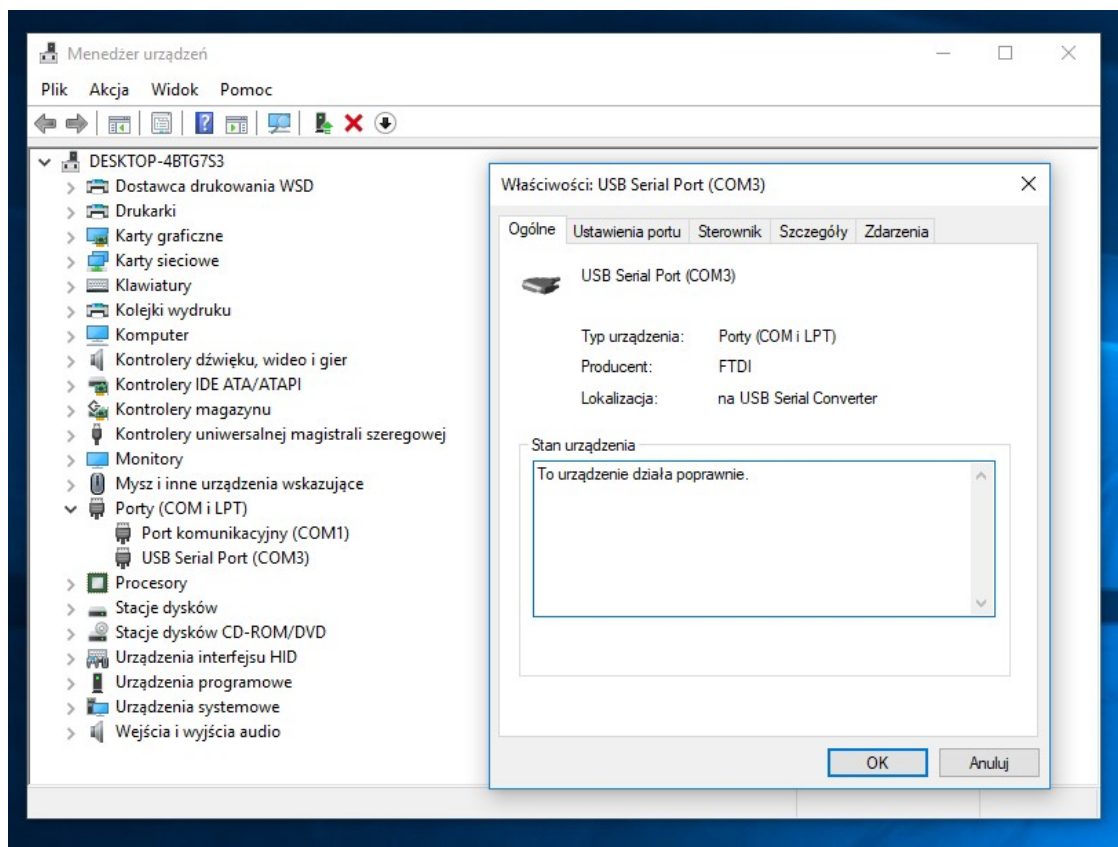 Menedżer urządzeń
Plik Akcja Widok Pomoc
DESKTOP-4BTG7S3
Dostawca drukowania WSD
Drukarki
Karty graficzne
Karty sieciowe
Klawiatury
Kolejki wydruku
Komputer
Kontrolery dźwięku, wideo i gier
Kontrolery IDE ATA/ATAPI
Kontrolery magazynu
Kontrolery uniwersalnej magistrali szeregowej
Monitory
Mysz i inne urządzenia wskazujące
Porty (COM i LPT)
Port komunikacyjny (COM1)
USB Serial Port (COM3)
Procesory
Stacje dysków
Stacje dysków CD-ROM/DVD
Urządzenia interfejsu HID
Urządzenia programowe
Urządzenia systemowe
Wejścia i wyjścia audio
Właściwości: USB Serial Port (COM3)
Ogólne Ustawienia portu Sterownik Szczegóły Zdarzenia
USB Serial Port (COM3)
Typ urządzenia: Porty (COM i LPT)
Producent: FTDI
Lokalizacja: na USB Serial Converter
Stan urządzenia
To urządzenie działa poprawnie.
OK Anuluj